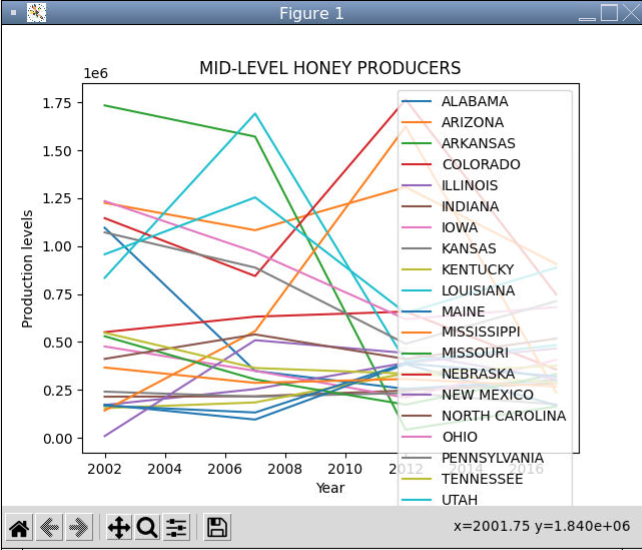 Figure 1
MID-LEVEL HONEY PRODUCERS
1e6
1.75
1.50
1.25
1.00
0.75
0.50
0.25
0.00
Production levels
2002
2004
2006
2008
2010
2012
2014
2016
Year
ALABAMA
ARIZONA
ARKANSAS
COLORADO
ILLINOIS
INDIANA
IOWA
KANSAS
KENTUCKY
LOUISIANA
MAINE
MISSISSIPPI
MISSOURI
NEBRASKA
NEW MEXICO
NORTH CAROLINA
OHIO
PENNSYLVANIA
TENNESSEE
UTAH
x=2001.75 y=1.840e+06